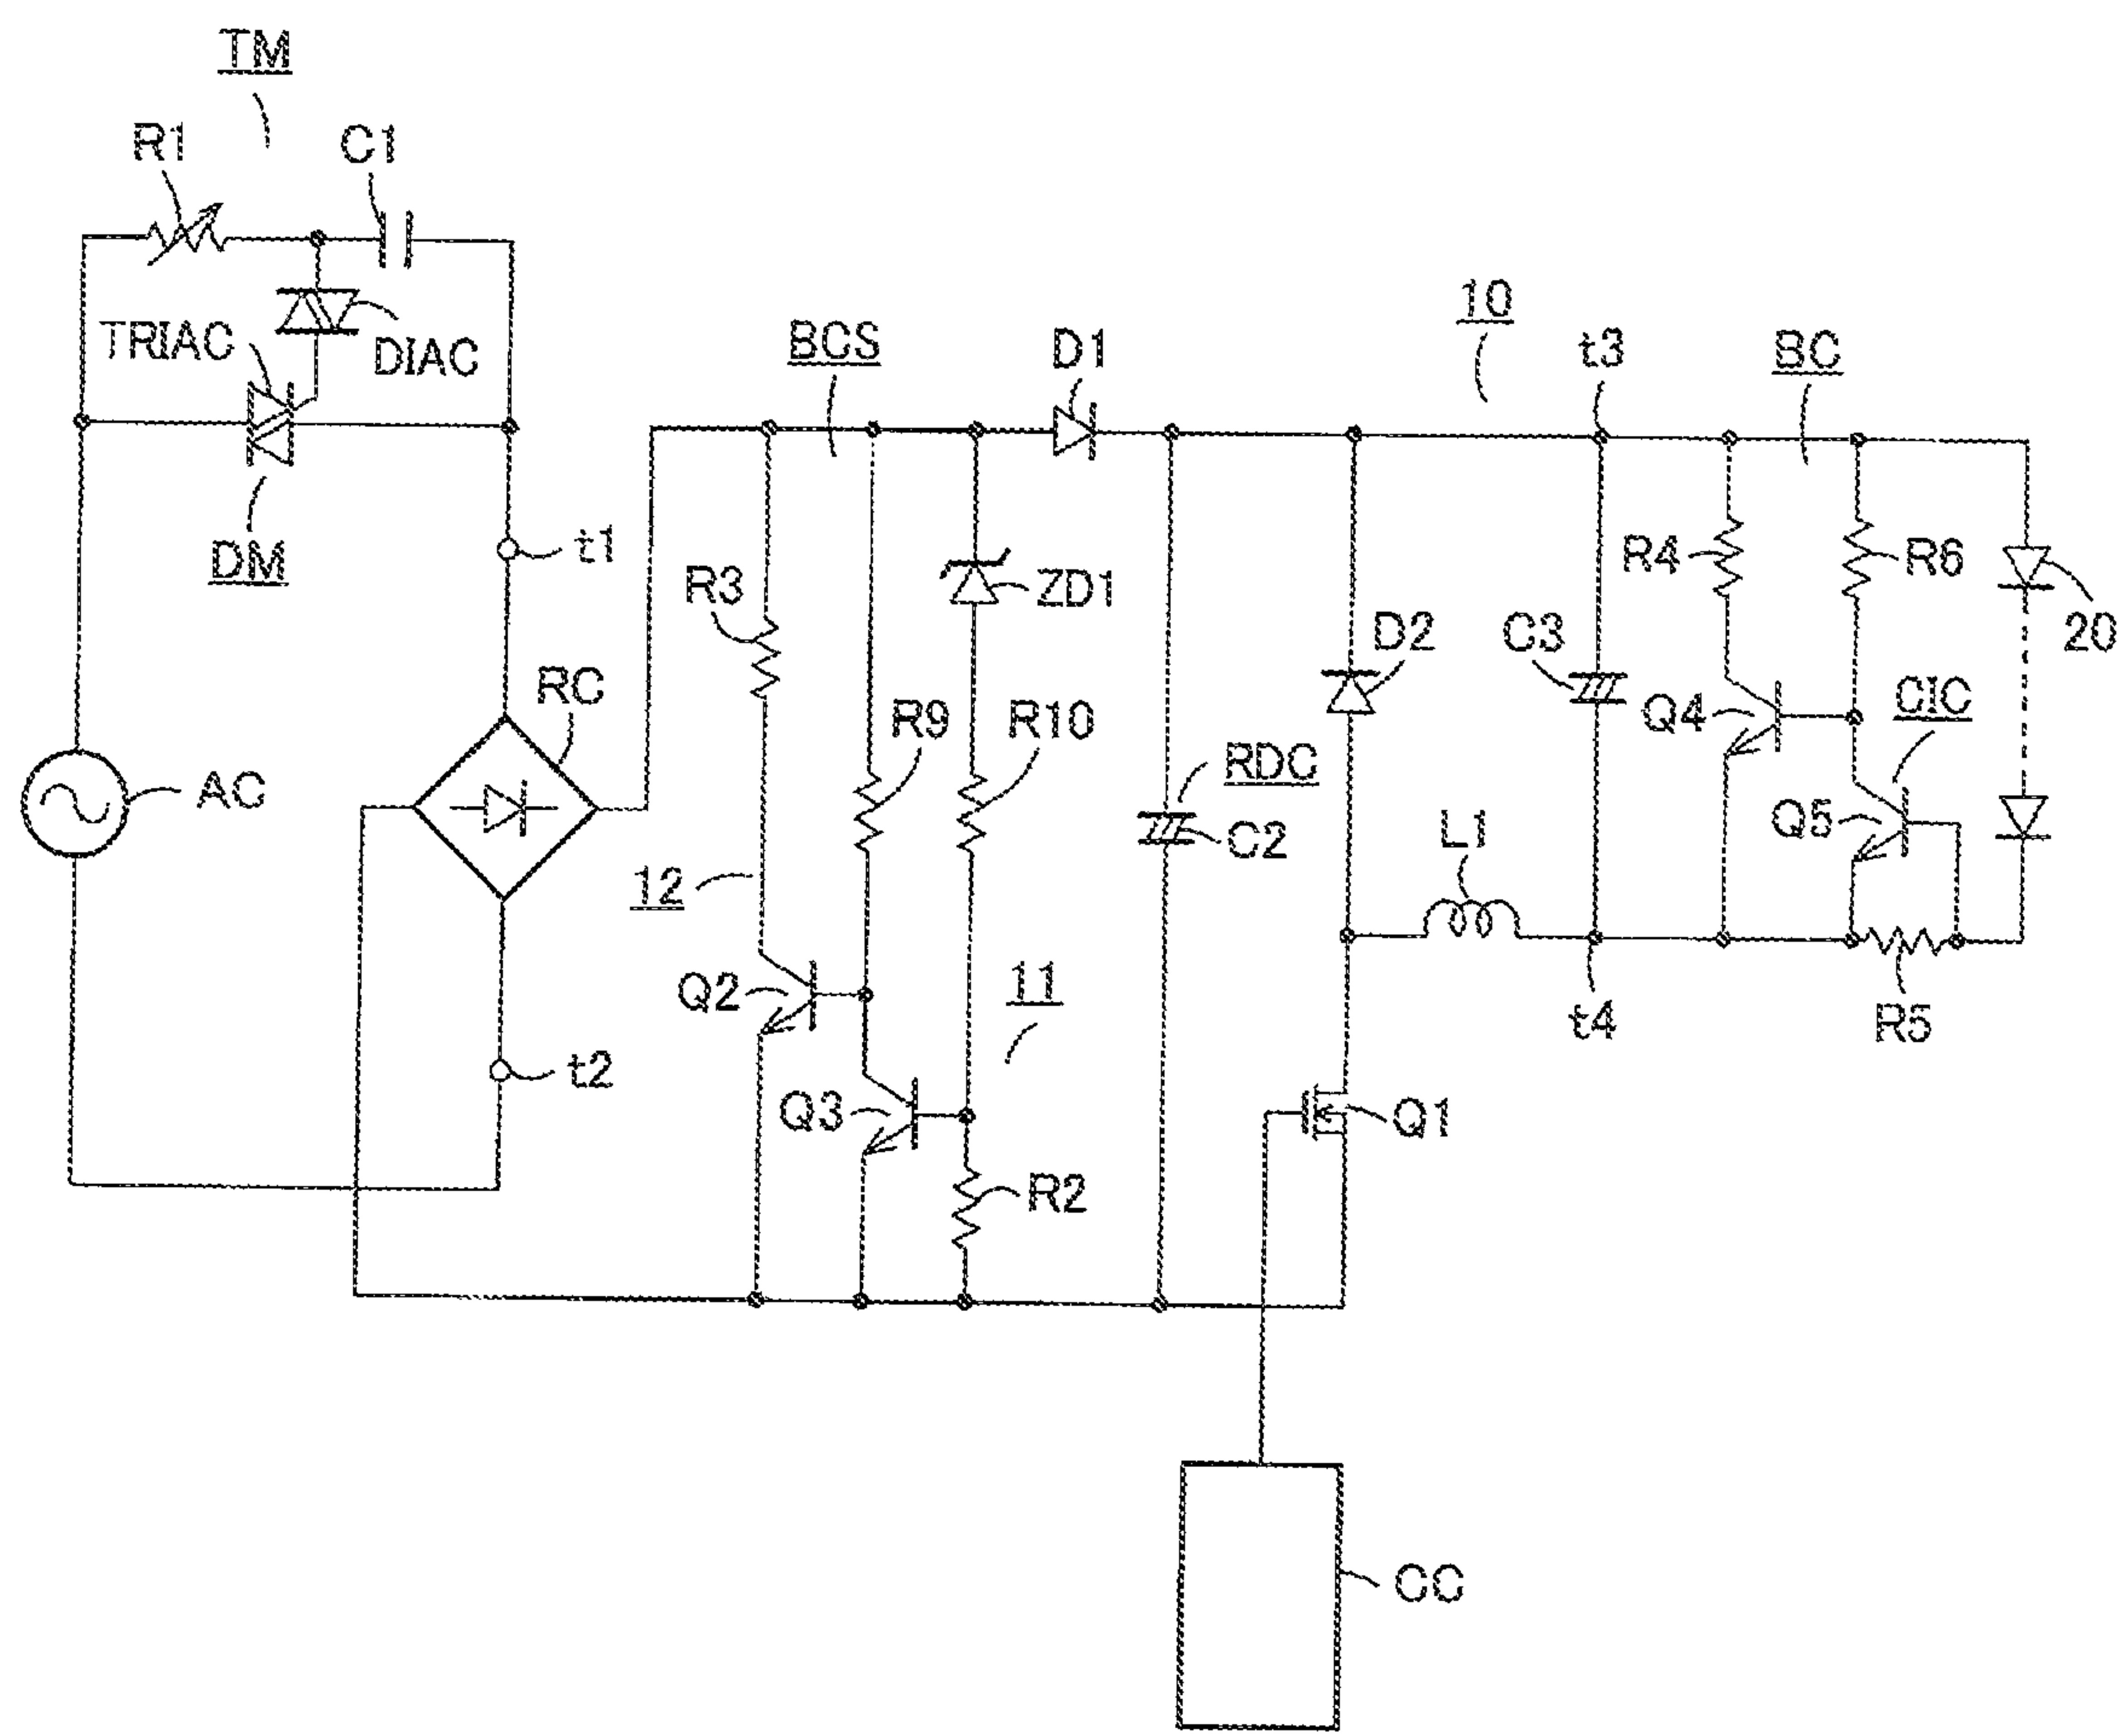 TM
R1
C1
TRIAC
DIAC
DM
t1
RC
AC
t2
BCS
D1
10
t3
BC
R3
ZD1
R9
R10
RDC
C2
D2
C3
R4
R6
20
Q4
CIC
Q5
L1
12
Q2
11
t4
R5
Q3
R2
Q1
CC